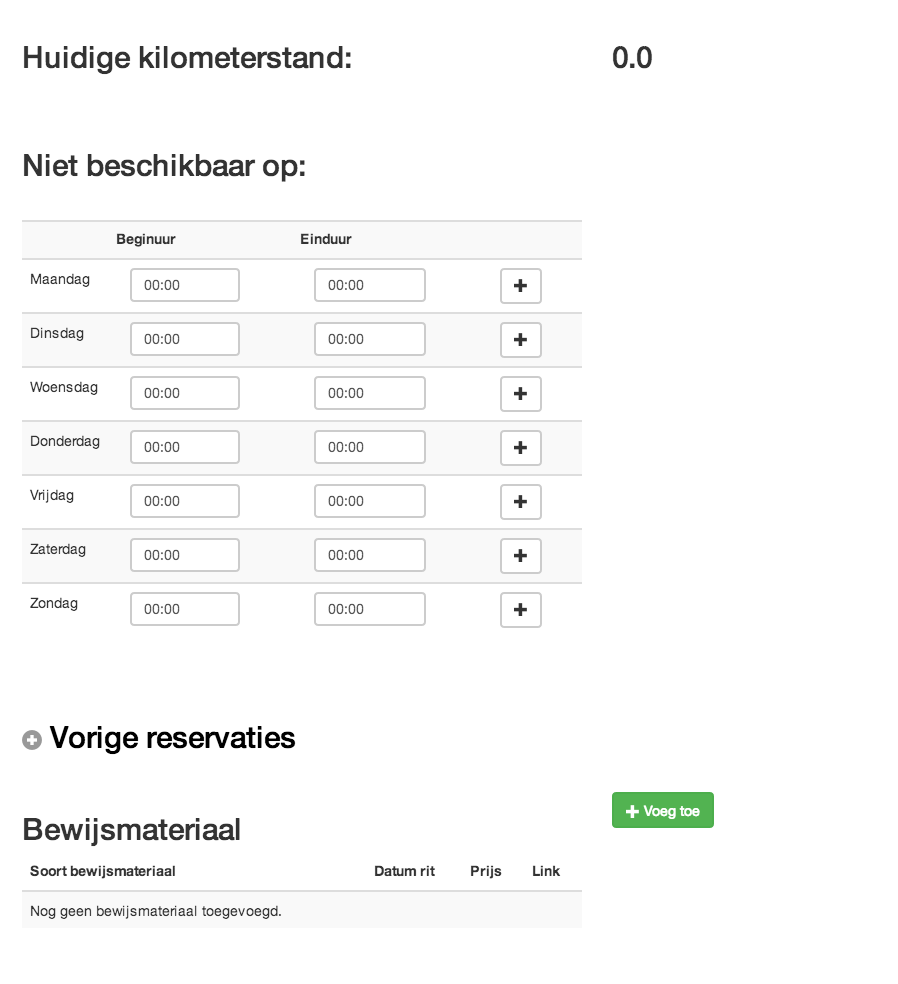 Huidige kilometerstand: 0.0
Niet beschikbaar op:
Beginuur Einduur
Maandag 00:00 00:00
Dinsdag 00:00 00:00
Woensdag 00:00 00:00
Donderdag 00:00 00:00
Vrijdag 00:00 00:00
Zaterdag 00:00 00:00
Zondag 00:00 00:00
Vorige reservaties
Voeg toe
Bewijsmateriaal
Soort bewijsmateriaal Datum rit Prijs Link
Nog geen bewijsmateriaal toegevoegd.